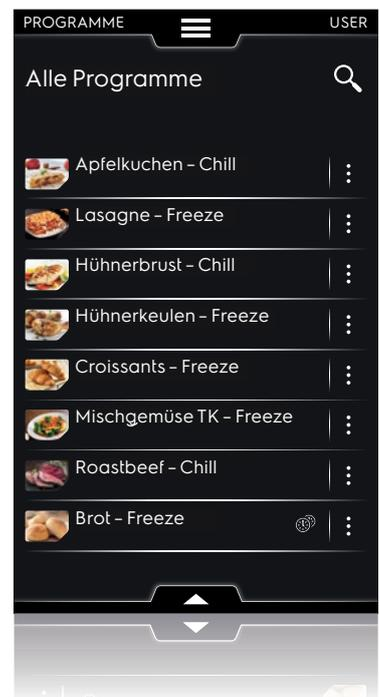 PROGRAMME USER
Alle Programme
Apfelkuchen – Chill
Lasagne – Freeze
Hühnerbrust – Chill
Hühnerkeulen – Freeze
Croissants – Freeze
Mischgemüse TK – Freeze
Roastbeef – Chill
Brot – Freeze